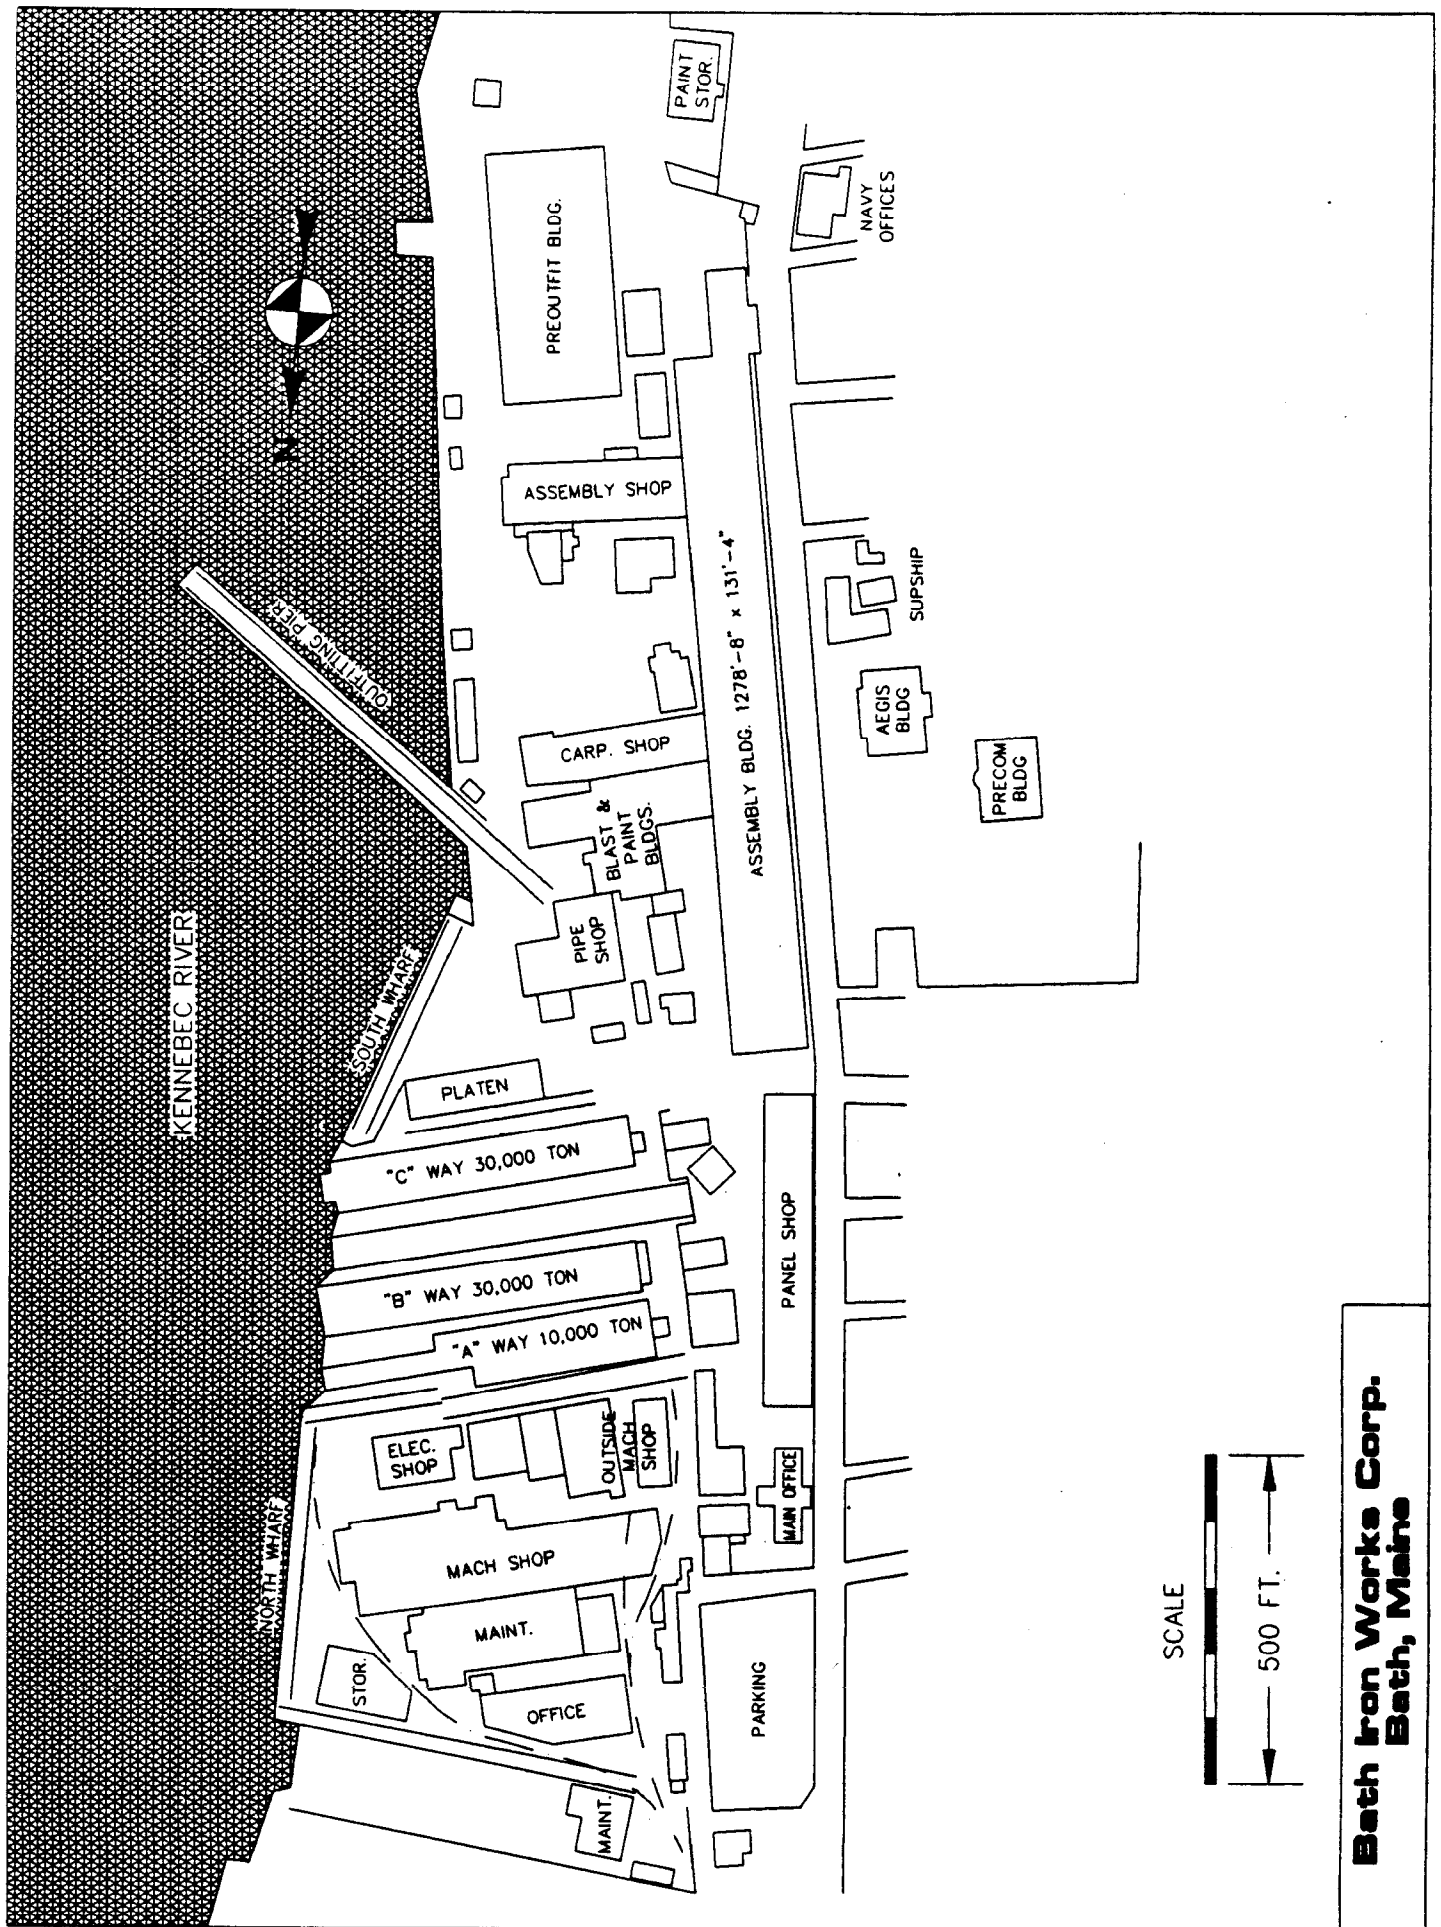 PAINT
STOR.
NAVY
OFFICES
PREOUTFIT BLDG.
N
ASSEMBLY SHOP
OUTFITTING PIER
SUPSHIP
ASSEMBLY BLDG. 1278'-8" x 131'-4"
AEGIS
BLDG
CARP. SHOP
PRECOM
BLDG
BLAST &
PAINT
BLDGS.
PIPE
SHOP
KENNEBEC RIVER
SOUTH WHARF
PLATEN
"C" WAY 30,000 TON
"B" WAY 30,000 TON
"A" WAY 10,000 TON
PANEL SHOP
ELEC.
SHOP
OUTSIDE
MACH
SHOP
MAIN OFFICE
NORTH WHARF
MACH SHOP
MAINT.
STOR.
OFFICE
PARKING
MAINT.
SCALE
500 FT.
Bath Iron Works Corp.
Bath, Maine